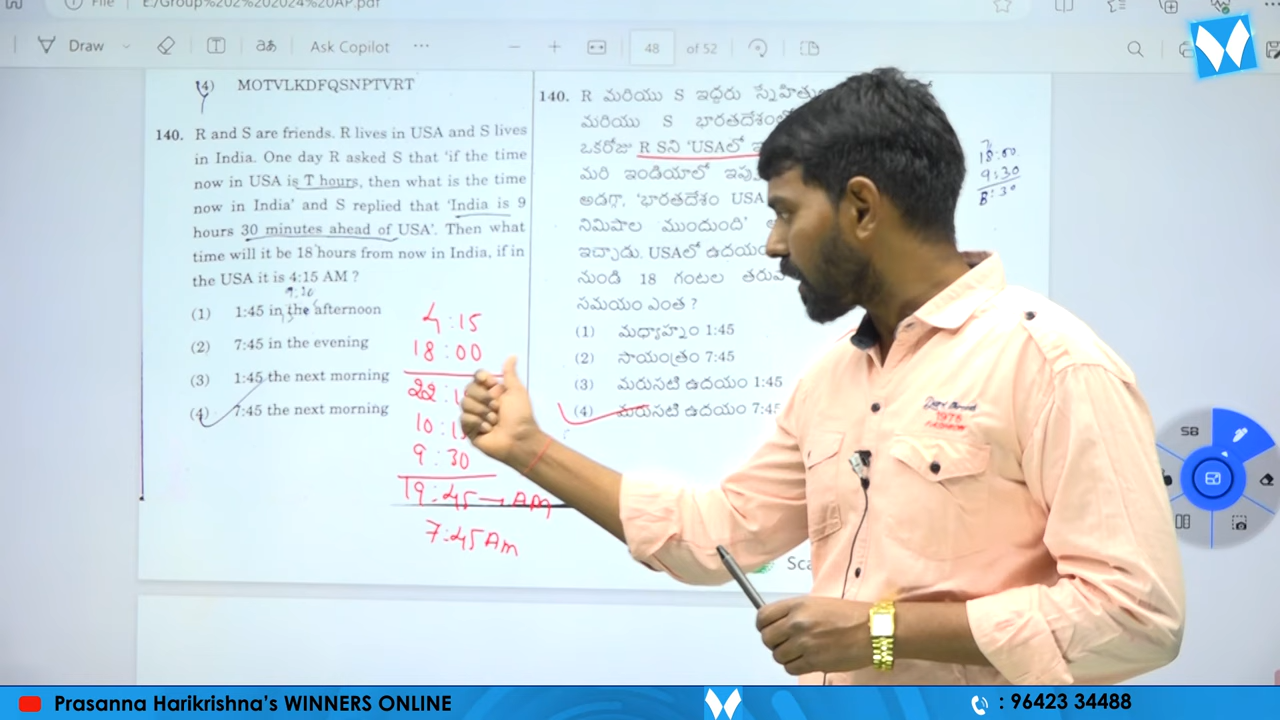 File
E:/Group%202%202024%20AP.pdf
Draw
T
aあ
Ask Copilot
48 of 52
(4) MOTVLKDFQSNPTVRT
140. R and S are friends. R lives in USA and S lives
in India. One day R asked S that 'if the time
now in USA is T hours, then what is the time
now in India' and S replied that 'India is 9
hours 30 minutes ahead of USA'. Then what
time will it be 18 hours from now in India, if in
the USA it is 4:15 AM ?
(1) 1:45 in the afternoon
(2) 7:45 in the evening
(3) 1:45 the next morning
(4) 7:45 the next morning
4:15
18:00
10:1
9:30
19:45 → AM
7:45 AM
140. R మరియు S ఇద్దరు
మరియు S
ఒకరోజు R Sని 'USAలో
మరి ఇండియాలో
అడగ్గా, 'భారతదేశం USA
నిమిషాల ముందుంది'
ఇచ్చాడు. USAలో
నుండి 18 గంటల
సమయం ఎంత ?
(1) మధ్యాహ్నం 1:45
(2) సాయంత్రం 7:45
(3) మరుసటి ఉదయం 1:45
(4) మరుసటి ఉదయం 7:45
18:00
9:30
8:30
SB
Prasanna Harikrishna's WINNERS ONLINE
: 96423 34488